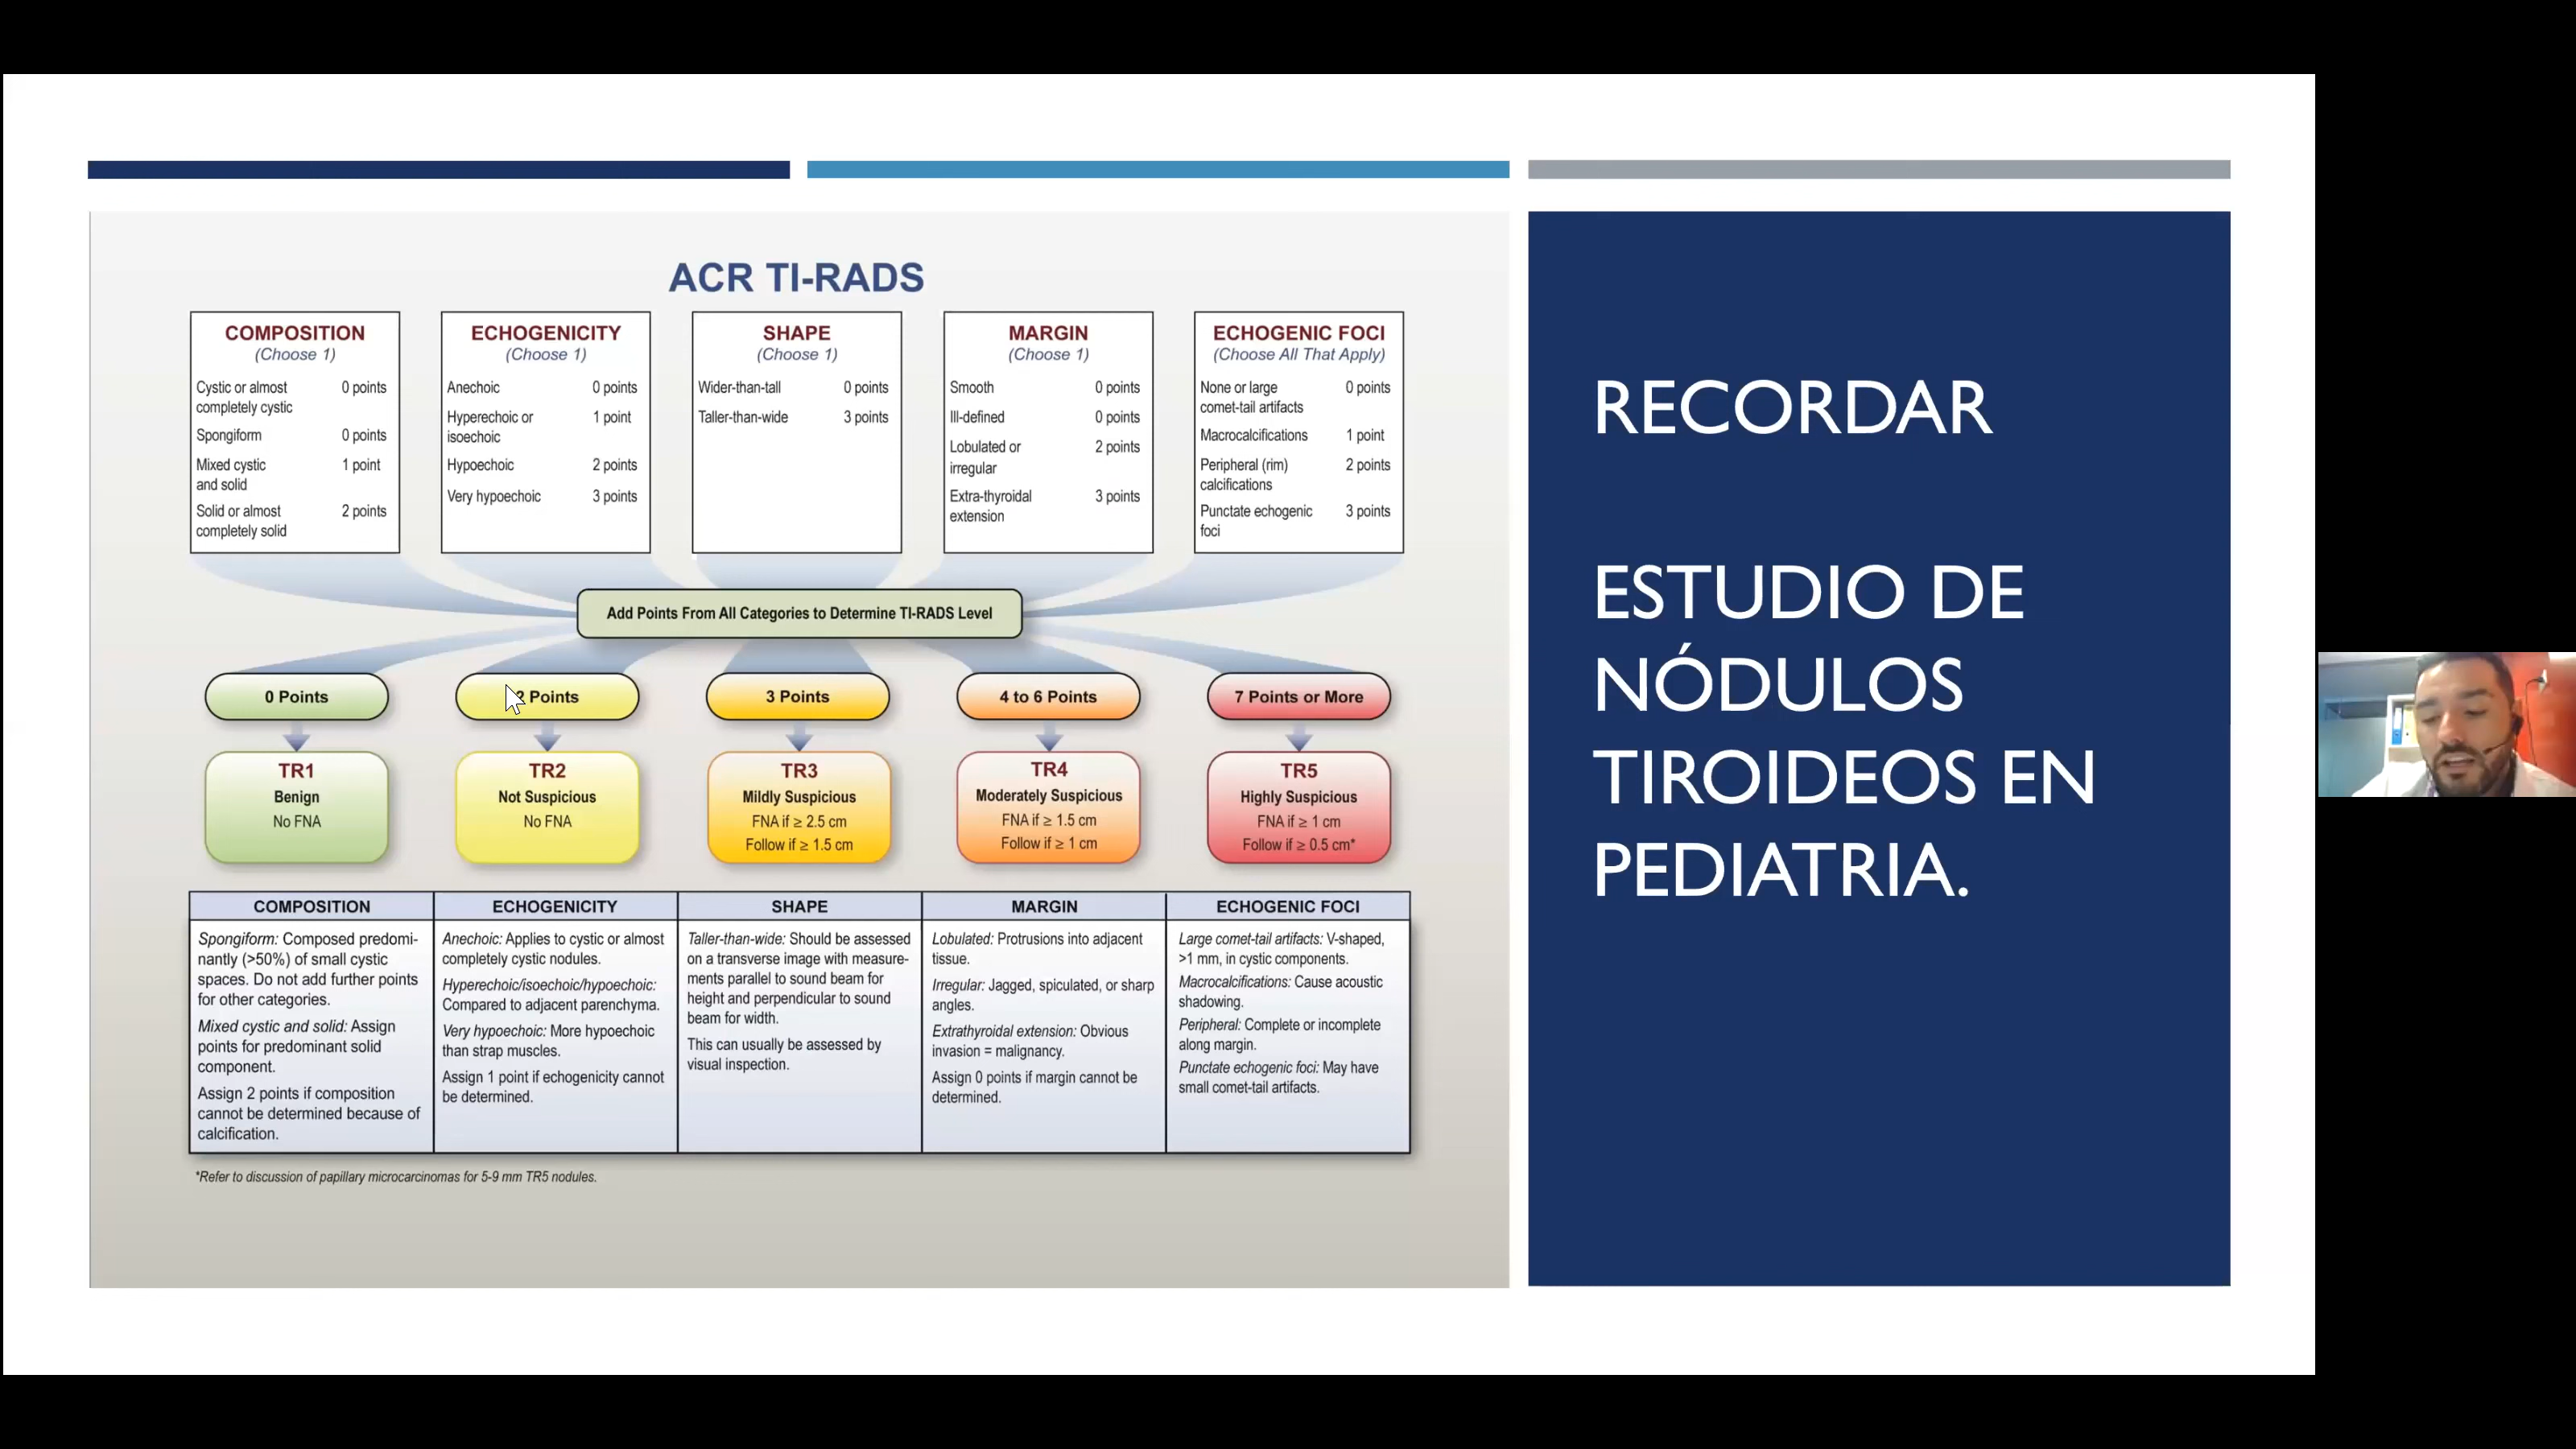 ACR TI-RADS
COMPOSITION
(Choose 1)
Cystic or almost 0 points
completely cystic
Spongiform 0 points
Mixed cystic 1 point
and solid
Solid or almost 2 points
completely solid
ECHOGENICITY
(Choose 1)
Anechoic 0 points
Hyperechoic or 1 point
isoechoic
Hypoechoic 2 points
Very hypoechoic 3 points
SHAPE
(Choose 1)
Wider-than-tall 0 points
Taller-than-wide 3 points
MARGIN
(Choose 1)
Smooth 0 points
Ill-defined 0 points
Lobulated or 2 points
irregular
Extra-thyroidal 3 points
extension
ECHOGENIC FOCI
(Choose All That Apply)
None or large 0 points
comet-tail artifacts
Macrocalcifications 1 point
Peripheral (rim) 2 points
calcifications
Punctate echogenic 3 points
foci
Add Points From All Categories to Determine TI-RADS Level
0 Points
Points
3 Points
4 to 6 Points
7 Points or More
TR1
Benign
No FNA
TR2
Not Suspicious
No FNA
TR3
Mildly Suspicious
FNA if ≥ 2.5 cm
Follow if ≥ 1.5 cm
TR4
Moderately Suspicious
FNA if ≥ 1.5 cm
Follow if ≥ 1 cm
TR5
Highly Suspicious
FNA if ≥ 1 cm
Follow if ≥ 0.5 cm*
COMPOSITION
Spongiform: Composed predomi-
nantly (>50%) of small cystic
spaces. Do not add further points
for other categories.
Mixed cystic and solid: Assign
points for predominant solid
component.
Assign 2 points if composition
cannot be determined because of
calcification.
ECHOGENICITY
Anechoic: Applies to cystic or almost
completely cystic nodules.
Hyperechoic/isoechoic/hypoechoic:
Compared to adjacent parenchyma.
Very hypoechoic: More hypoechoic
than strap muscles.
Assign 1 point if echogenicity cannot
be determined.
SHAPE
Taller-than-wide: Should be assessed
on a transverse image with measure-
ments parallel to sound beam for
height and perpendicular to sound
beam for width.
This can usually be assessed by
visual inspection.
MARGIN
Lobulated: Protrusions into adjacent
tissue.
Irregular: Jagged, spiculated, or sharp
angles.
Extrathyroidal extension: Obvious
invasion = malignancy.
Assign 0 points if margin cannot be
determined.
ECHOGENIC FOCI
Large comet-tail artifacts: V-shaped,
>1 mm, in cystic components.
Macrocalcifications: Cause acoustic
shadowing.
Peripheral: Complete or incomplete
along margin.
Punctate echogenic foci: May have
small comet-tail artifacts.
*Refer to discussion of papillary microcarcinomas for 5-9 mm TR5 nodules.
RECORDAR
ESTUDIO DE
NÓDULOS
TIROIDEOS EN
PEDIATRIA.